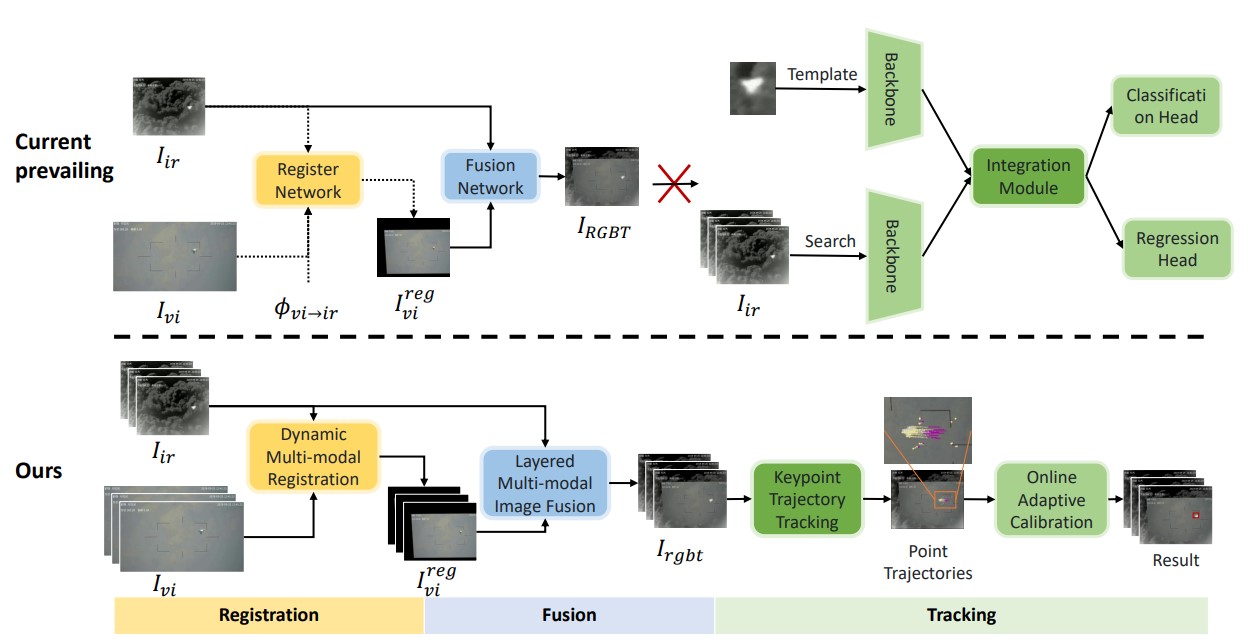 Current
prevailing
I_{ir}
I_{vi}
Register
Network
ϕ_{vi→ir}
I_{vi}^{reg}
Fusion
Network
I_{RGBT}
Template
Backbone
Search
Backbone
I_{ir}
Integration
Module
Classificati
on Head
Regression
Head
Ours
I_{ir}
I_{vi}
Dynamic
Multi-modal
Registration
I_{vi}^{reg}
Layered
Multi-modal
Image Fusion
I_{rgbt}
Keypoint
Trajectory
Tracking
Point
Trajectories
Online
Adaptive
Calibration
Result
Registration
Fusion
Tracking